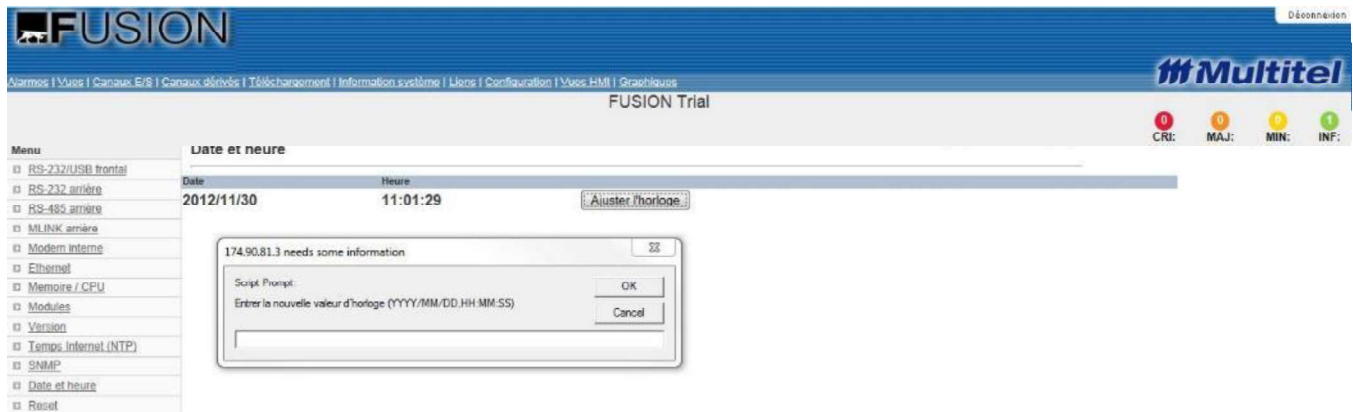 Déconnexion
FUSION
Multitel
Alarmes | Vues | Canaux E/S | Canaux dérivés | Téléchargement | Information système | Liens | Configuration | Vues HMI | Graphiques
FUSION Trial
0 0 0 1
CRI: MAJ: MIN: INF:
Menu
RS-232/USB frontal
RS-232 arrière
RS-485 arrière
MLINK arrière
Modem interne
Ethernet
Memoire / CPU
Modules
Version
Temps Internet (NTP)
SNMP
Date et heure
Reset
Date et heure
Date Heure
2012/11/30 11:01:29 Ajuster l'horloge
174.90.81.3 needs some information
Script Prompt:
Entrer la nouvelle valeur d'horloge (YYYY/MM/DD.HH:MM:SS)
OK
Cancel